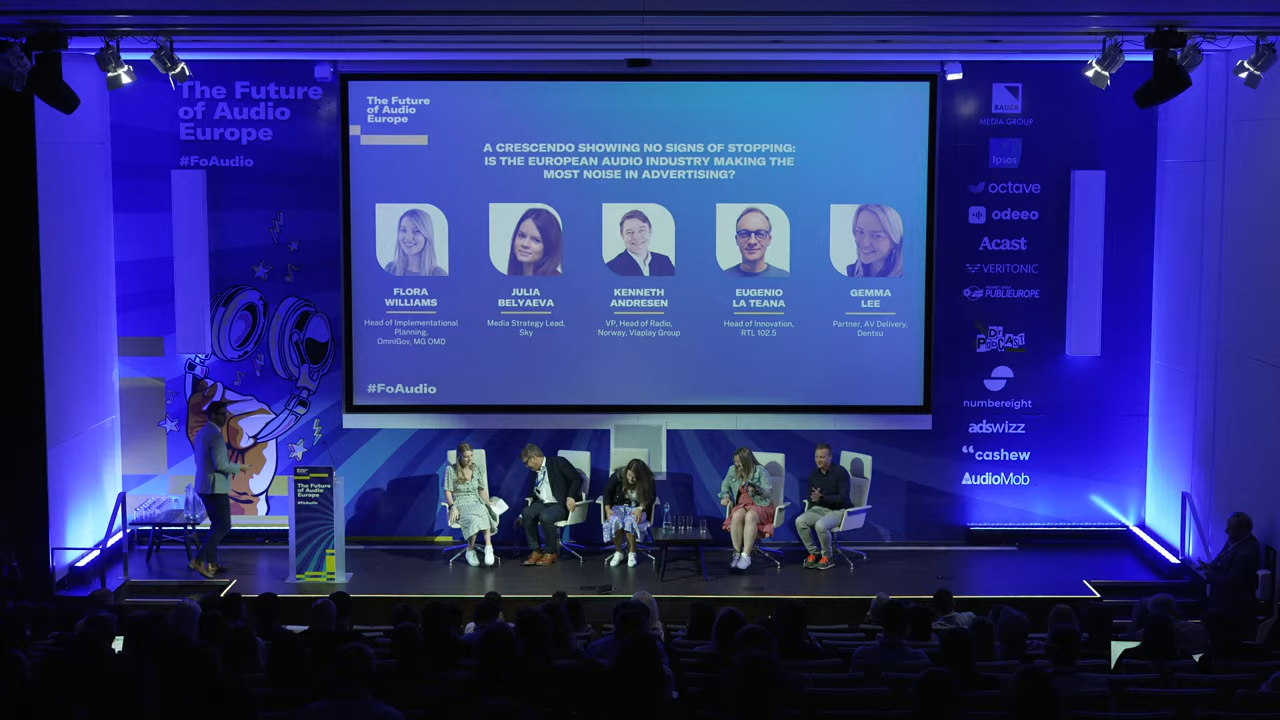 The Future
of Audio
Europe
#FoAudio
The Future
of Audio
Europe
A CRESCENDO SHOWING NO SIGNS OF STOPPING:
IS THE EUROPEAN AUDIO INDUSTRY MAKING THE
MOST NOISE IN ADVERTISING?
FLORA
WILLIAMS
Head of Implementational
Planning,
OmniGov, MG OMD
JULIA
BELYAEVA
Media Strategy Lead,
Sky
KENNETH
ANDRESEN
VP, Head of Radio,
Norway, Viaplay Group
EUGENIO
LA TEANA
Head of Innovation,
RTL 102.5
GEMMA
LEE
Partner, AV Delivery,
Dentsu
#FoAudio
BAUER
MEDIA GROUP
Ipsos
octave
odeeo
Acast
VERITONIC
PUBLIEUROPE
PODCAST
numbereight
adswizz
cashew
AudioMob
The Future
of Audio
Europe
#FoAudio